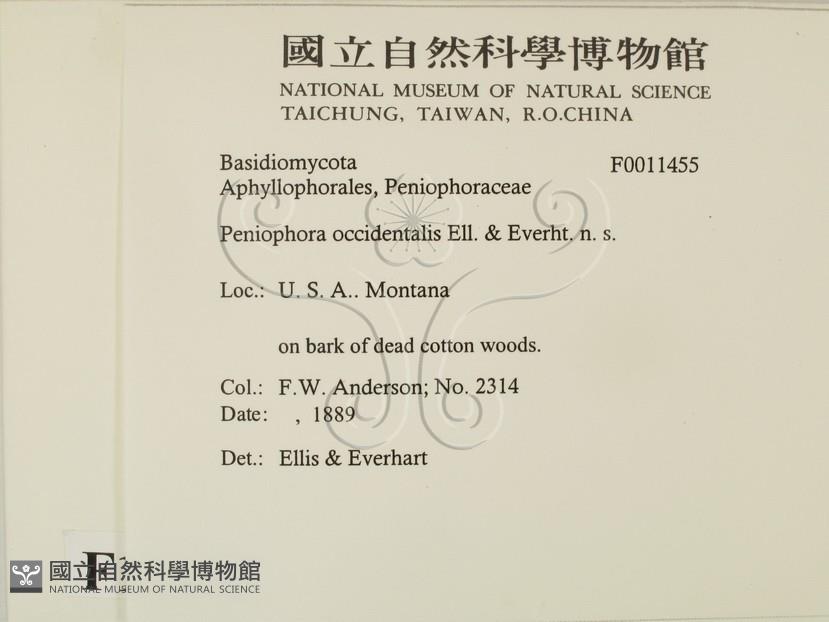 國立自然科學博物館
NATIONAL MUSEUM OF NATURAL SCIENCE
TAICHUNG, TAIWAN, R.O.CHINA
Basidiomycota F0011455
Aphyllophorales, Peniophoraceae
Peniophora occidentalis Ell. & Everht. n. s.
Loc.: U. S. A.. Montana
on bark of dead cotton woods.
Col.: F.W. Anderson; No. 2314
Date: , 1889
Det.: Ellis & Everhart
F
國立自然科學博物館
NATIONAL MUSEUM OF NATURAL SCIENCE